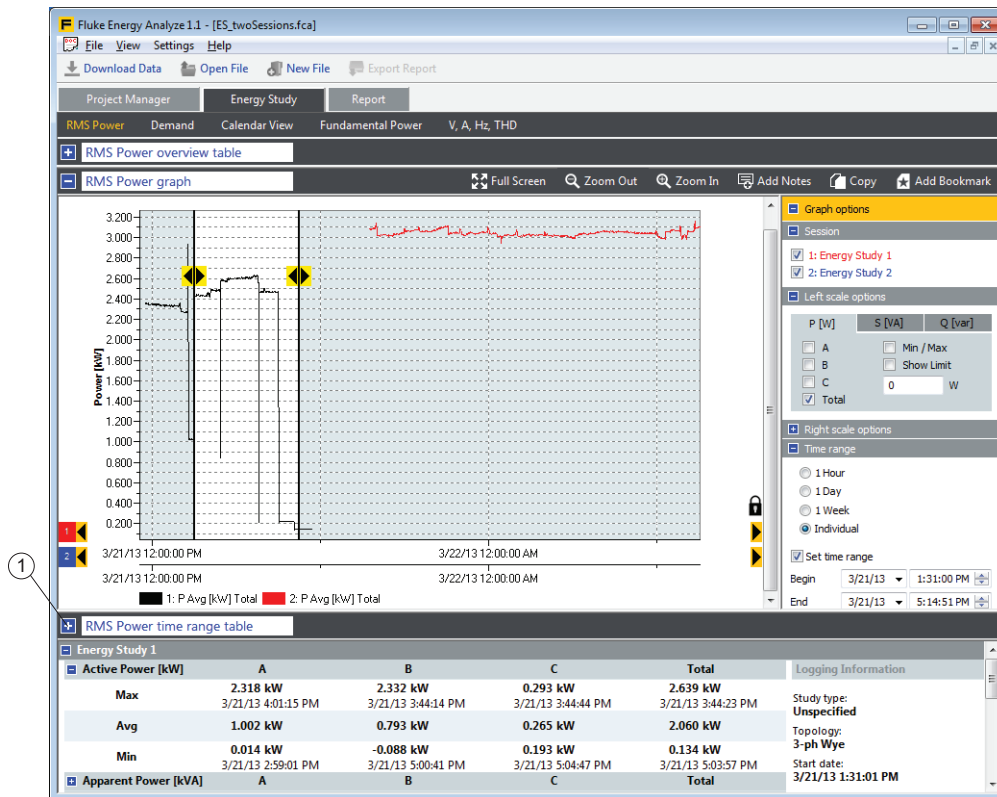 Fluke Energy Analyze 1.1 - [ES_twoSessions.fca]
File View Settings Help
Download Data Open File New File Export Report
Project Manager Energy Study Report
RMS Power Demand Calendar View Fundamental Power V, A, Hz, THD
RMS Power overview table
RMS Power graph Full Screen Zoom Out Zoom In Add Notes Copy Add Bookmark
Power [kW]
3.200
3.000
2.800
2.600
2.400
2.200
2.000
1.800
1.600
1.400
1.200
1.000
0.800
0.600
0.400
0.200
1
2
3/21/13 12:00:00 PM 3/22/13 12:00:00 AM
3/21/13 12:00:00 PM 3/22/13 12:00:00 AM
1: P Avg [kW] Total 2: P Avg [kW] Total
Graph options
Session
1: Energy Study 1
2: Energy Study 2
Left scale options
P [W] S [VA] Q [var]
A Min / Max
B Show Limit
C 0 W
Total
Right scale options
Time range
1 Hour
1 Day
1 Week
Individual
Set time range
Begin 3/21/13 1:31:00 PM
End 3/21/13 5:14:51 PM
1
RMS Power time range table
Energy Study 1
Active Power [kW] A B C Total
Max 2.318 kW 2.332 kW 0.293 kW 2.639 kW
3/21/13 4:01:15 PM 3/21/13 3:44:14 PM 3/21/13 3:44:44 PM 3/21/13 3:44:23 PM
Avg 1.002 kW 0.793 kW 0.265 kW 2.060 kW
Min 0.014 kW -0.088 kW 0.193 kW 0.134 kW
3/21/13 2:59:01 PM 3/21/13 5:00:41 PM 3/21/13 5:04:47 PM 3/21/13 5:03:57 PM
Apparent Power [kVA] A B C Total
Logging Information
Study type:
Unspecified
Topology:
3-ph Wye
Start date:
3/21/13 1:31:01 PM